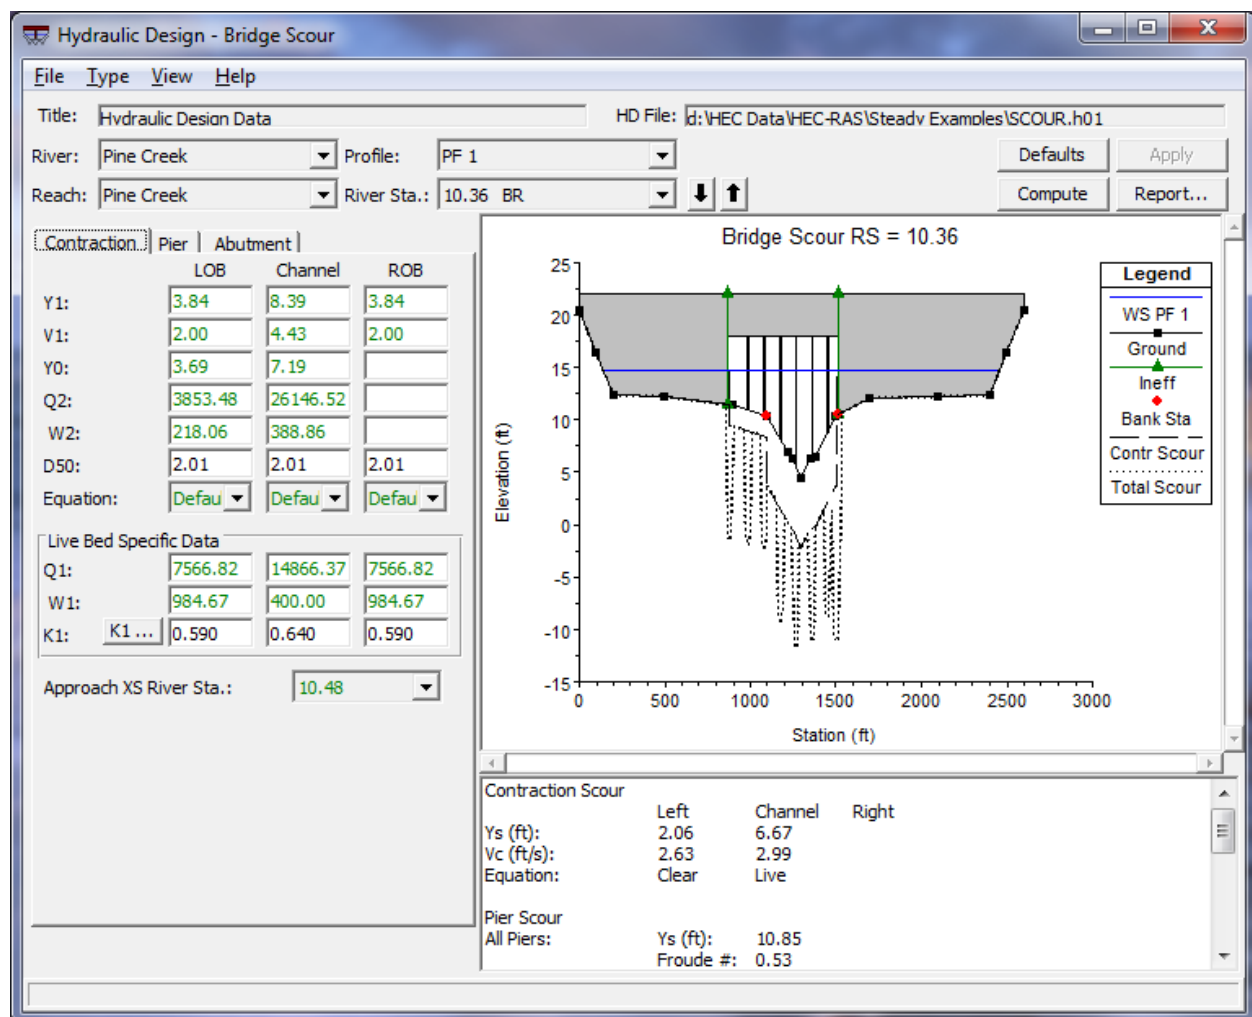 Hydraulic Design - Bridge Scour
File Type View Help
Title: Hydraulic Design Data HD File: d:\HEC Data\HEC-RAS\Steady Examples\SCOUR.h01
River: Pine Creek Profile: PF 1 Defaults Apply
Reach: Pine Creek River Sta.: 10.36 BR Compute Report...
Contraction Pier Abutment
LOB Channel ROB
Y1: 3.84 8.39 3.84
V1: 2.00 4.43 2.00
Y0: 3.69 7.19
Q2: 3853.48 26146.52
W2: 218.06 388.86
D50: 2.01 2.01 2.01
Equation: Defau Defau Defau
Live Bed Specific Data
Q1: 7566.82 14866.37 7566.82
W1: 984.67 400.00 984.67
K1: K1 ... 0.590 0.640 0.590
Approach XS River Sta.: 10.48
Bridge Scour RS = 10.36
25
20
15
10
5
0
-5
-10
-15
Elevation (ft)
0 500 1000 1500 2000 2500 3000
Station (ft)
Legend
WS PF 1
Ground
Ineff
Bank Sta
Contr Scour
Total Scour
Contraction Scour
Left Channel Right
Ys (ft): 2.06 6.67
Vc (ft/s): 2.63 2.99
Equation: Clear Live
Pier Scour
All Piers: Ys (ft): 10.85
Froude #: 0.53